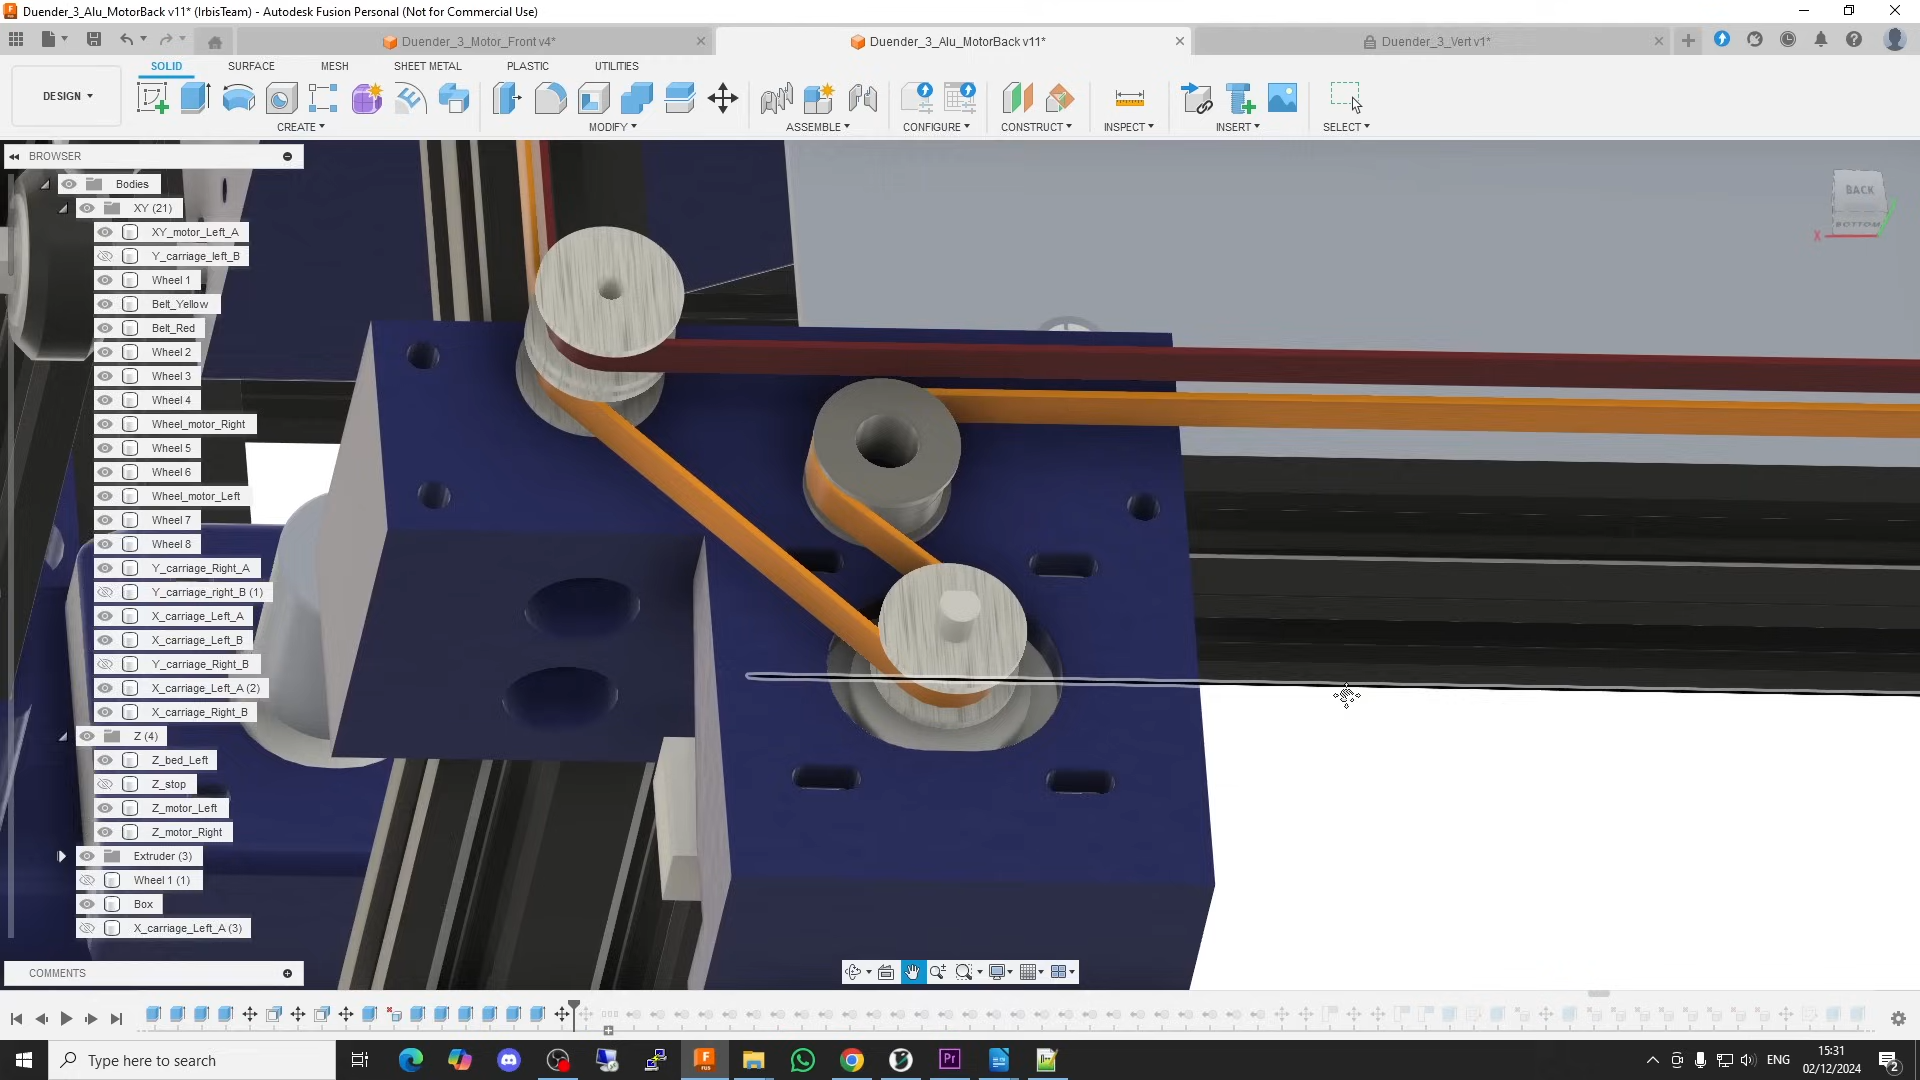 Duender_3_Alu_MotorBack v11* (IrbisTeam) - Autodesk Fusion Personal (Not for Commercial Use)
Duender_3_Motor_Front v4*
Duender_3_Alu_MotorBack v11*
Duender_3_Vert v1*
SOLID SURFACE MESH SHEET METAL PLASTIC UTILITIES
DESIGN
CREATE MODIFY ASSEMBLE CONFIGURE CONSTRUCT INSPECT INSERT SELECT
BROWSER
Bodies
XY (21)
XY_motor_Left_A
Y_carriage_left_B
Wheel 1
Belt_Yellow
Belt_Red
Wheel 2
Wheel 3
Wheel 4
Wheel_motor_Right
Wheel 5
Wheel 6
Wheel_motor_Left
Wheel 7
Wheel 8
Y_carriage_Right_A
Y_carriage_right_B (1)
X_carriage_Left_A
X_carriage_Left_B
Y_carriage_Right_B
X_carriage_Left_A (2)
X_carriage_Right_B
Z (4)
Z_bed_Left
Z_stop
Z_motor_Left
Z_motor_Right
Extruder (3)
Wheel 1 (1)
Box
X_carriage_Left_A (3)
COMMENTS
BACK
BOTTOM
X
Type here to search
ENG
15:31
02/12/2024
2